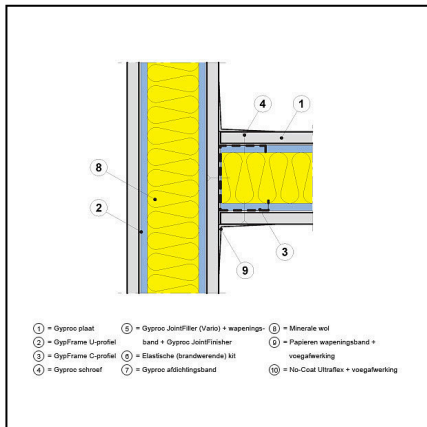 4
1
8
2
3
9
1 = Gyproc plaat
2 = GypFrame U-profiel
3 = GypFrame C-profiel
4 = Gyproc schroef
5 = Gyproc JointFiller (Vario) + wapenings-
band + Gyproc JointFinisher
6 = Elastische (brandwerende) kit
7 = Gyproc afdichtingsband
8 = Minerale wol
9 = Papieren wapeningsband +
voegafwerking
10 = No-Coat Ultraflex + voegafwerking